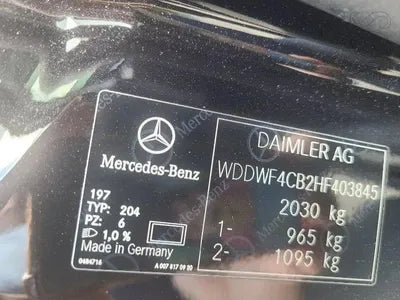 DAIMLER AG
Mercedes-Benz
WDDWF4CB2HF403845
2030 kg
1- 965 kg
2- 1095 kg
197
TYP: 204
PZ: 6
1,0 %
Made in Germany
0484716
A 007 817 09 20